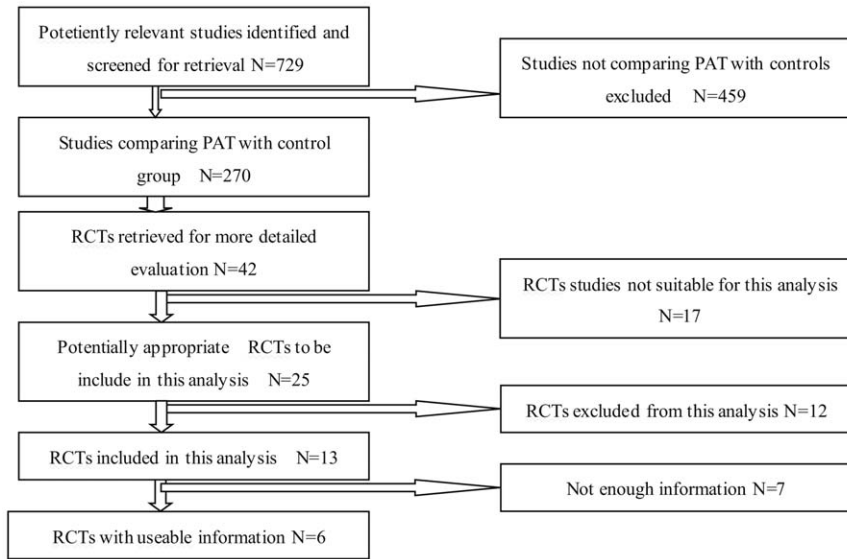 Potetiently relevant studies identified and
screened for retrieval N=729
Studies not comparing PAT with controls
excluded N=459
Studies comparing PAT with control
group N=270
RCTs retrieved for more detailed
evaluation N=42
RCTs studies not suitable for this analysis
N=17
Potentially appropriate RCTs to be
include in this analysis N=25
RCTs excluded from this analysis N=12
RCTs included in this analysis N=13
Not enough information N=7
RCTs with useable information N=6